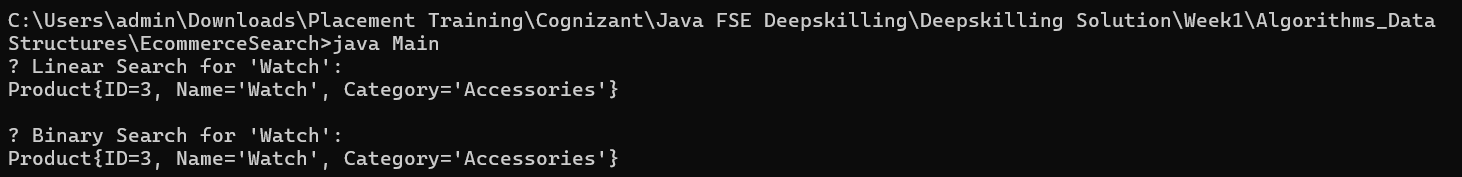 C:\Users\admin\Downloads\Placement Training\Cognizant\Java FSE Deepskilling\Deepskilling Solution\Week1\Algorithms_Data
Structures\EcommerceSearch>java Main
? Linear Search for 'Watch':
Product{ID=3, Name='Watch', Category='Accessories'}
? Binary Search for 'Watch':
Product{ID=3, Name='Watch', Category='Accessories'}